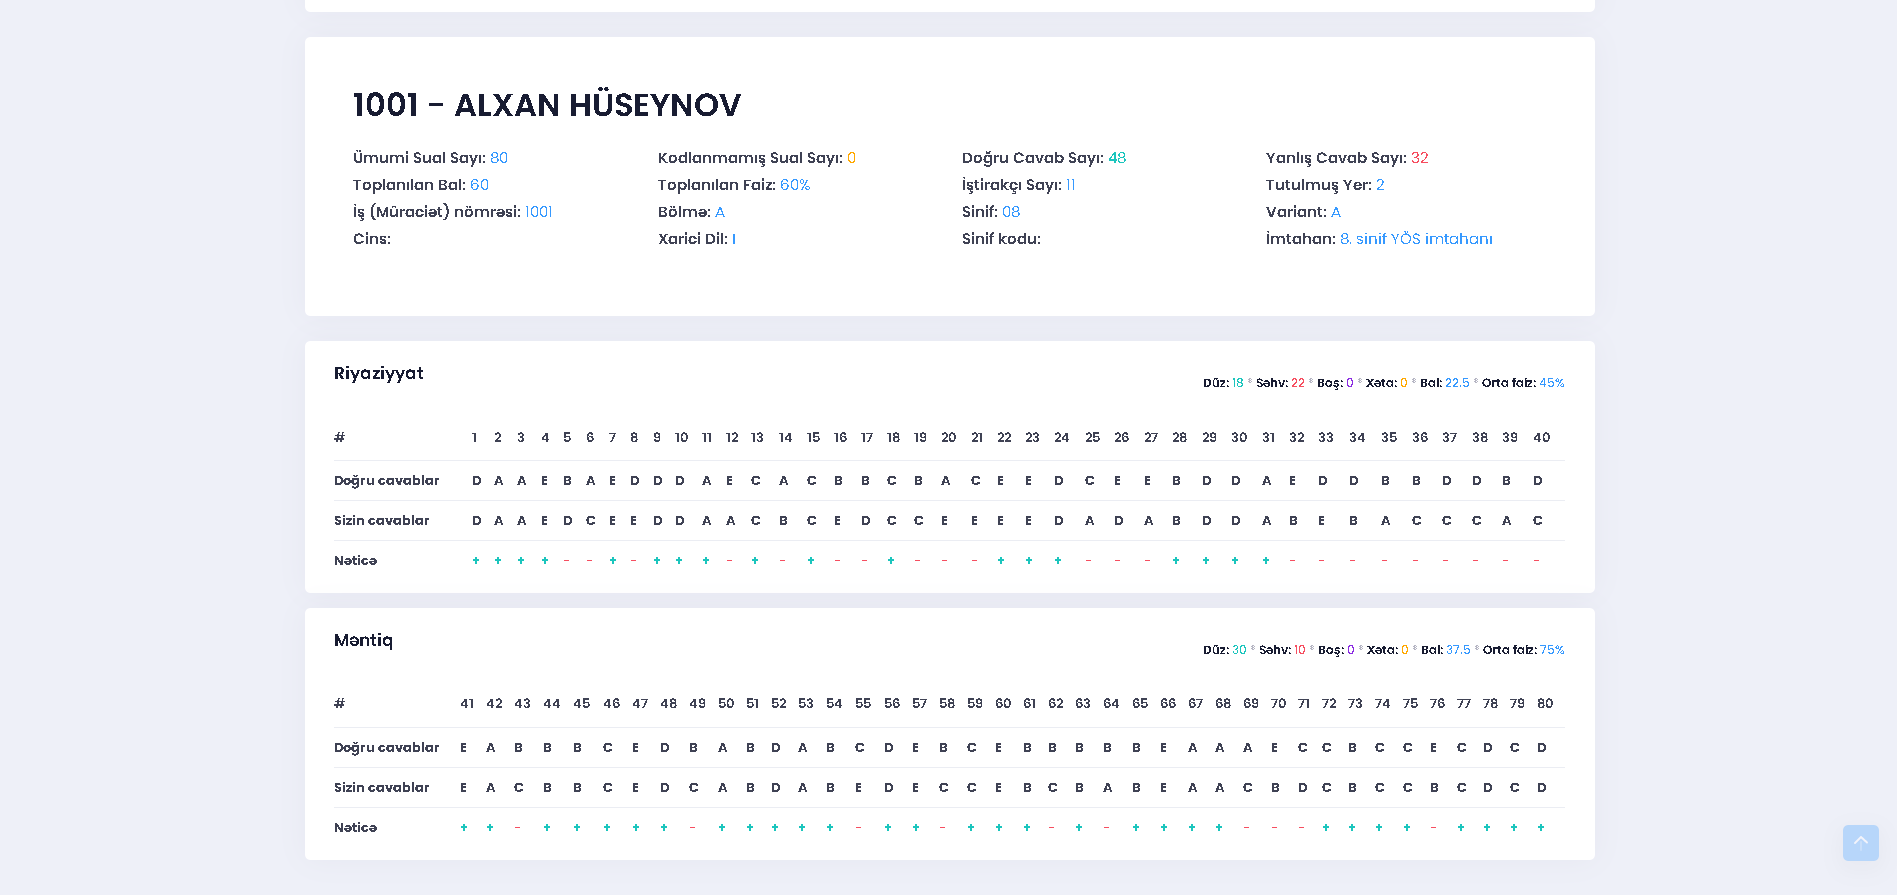 1001 - ALXAN HÜSEYNOV
Ümumi Sual Sayı: 80 Kodlanmamış Sual Sayı: 0 Doğru Cavab Sayı: 48 Yanlış Cavab Sayı: 32
Toplanılan Bal: 60 Toplanılan Faiz: 60% İştirakçı Sayı: 11 Tutulmuş Yer: 2
İş (Müraciət) nömrəsi: 1001 Bölmə: A Sinif: 08 Variant: A
Cins: Xarici Dil: I Sinif kodu: İmtahan: 8. sinif YÖS imtahanı
Riyaziyyat
Düz: 18 * Səhv: 22 * Boş: 0 * Xəta: 0 * Bal: 22.5 * Orta faiz: 45%
# 1 2 3 4 5 6 7 8 9 10 11 12 13 14 15 16 17 18 19 20 21 22 23 24 25 26 27 28 29 30 31 32 33 34 35 36 37 38 39 40
Doğru cavablar D A A E B A E D D D A E C A C B B C B A C E E D C E E B D D A E D D B B D D B D
Sizin cavablar D A A E D C E E D D A A C B C E D C C E E E E D A D A B D D A B E B A C C C A C
Nəticə + + + + - - + - + + + - + - + - - + - - - + + + - - - + + + + - - - - - - - - -
Məntiq
Düz: 30 * Səhv: 10 * Boş: 0 * Xəta: 0 * Bal: 37.5 * Orta faiz: 75%
# 41 42 43 44 45 46 47 48 49 50 51 52 53 54 55 56 57 58 59 60 61 62 63 64 65 66 67 68 69 70 71 72 73 74 75 76 77 78 79 80
Doğru cavablar E A B B B C E D B A B D A B C D E B C E B B B B B E A A A E C C B C C E C D C D
Sizin cavablar E A C B B C E D C A B D A B E D E C C E B C B A B E A A C B D C B C C B C D C D
Nəticə + + - + + + + + - + + + + + - + + - + + + - + - + + + + - - - + + + + - + + + +